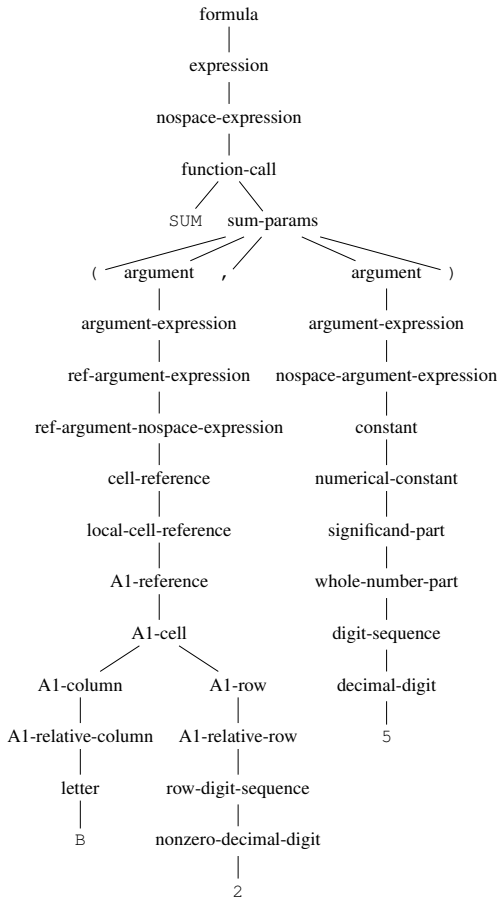 formula
expression
nospace-expression
function-call
SUM sum-params
( argument , argument )
argument-expression argument-expression
ref-argument-expression nospace-argument-expression
ref-argument-nospace-expression constant
cell-reference numerical-constant
local-cell-reference significand-part
A1-reference whole-number-part
A1-cell digit-sequence
A1-column A1-row decimal-digit
A1-relative-column A1-relative-row 5
letter row-digit-sequence
B nonzero-decimal-digit
2